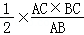 1/2 × (AC×BC)/AB